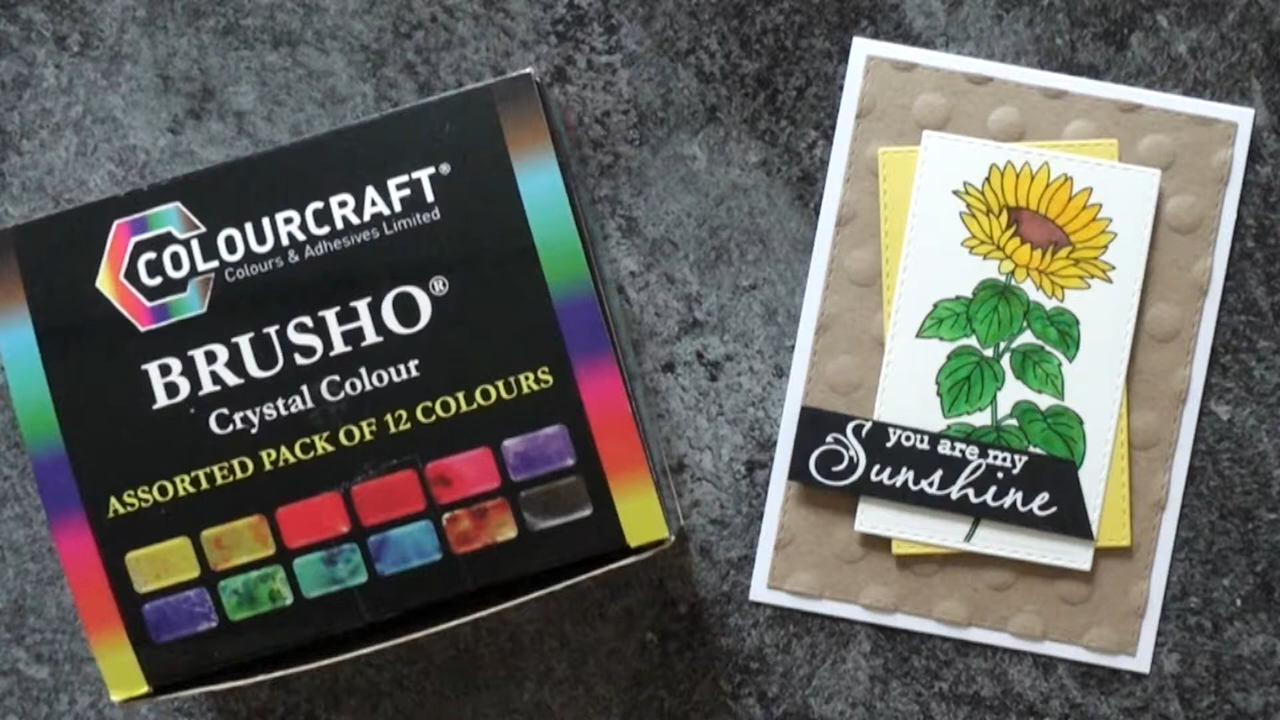 COLOURCRAFT®
Colours & Adhesives Limited
BRUSHO®
Crystal Colour
ASSORTED PACK OF 12 COLOURS
you are my
Sunshine